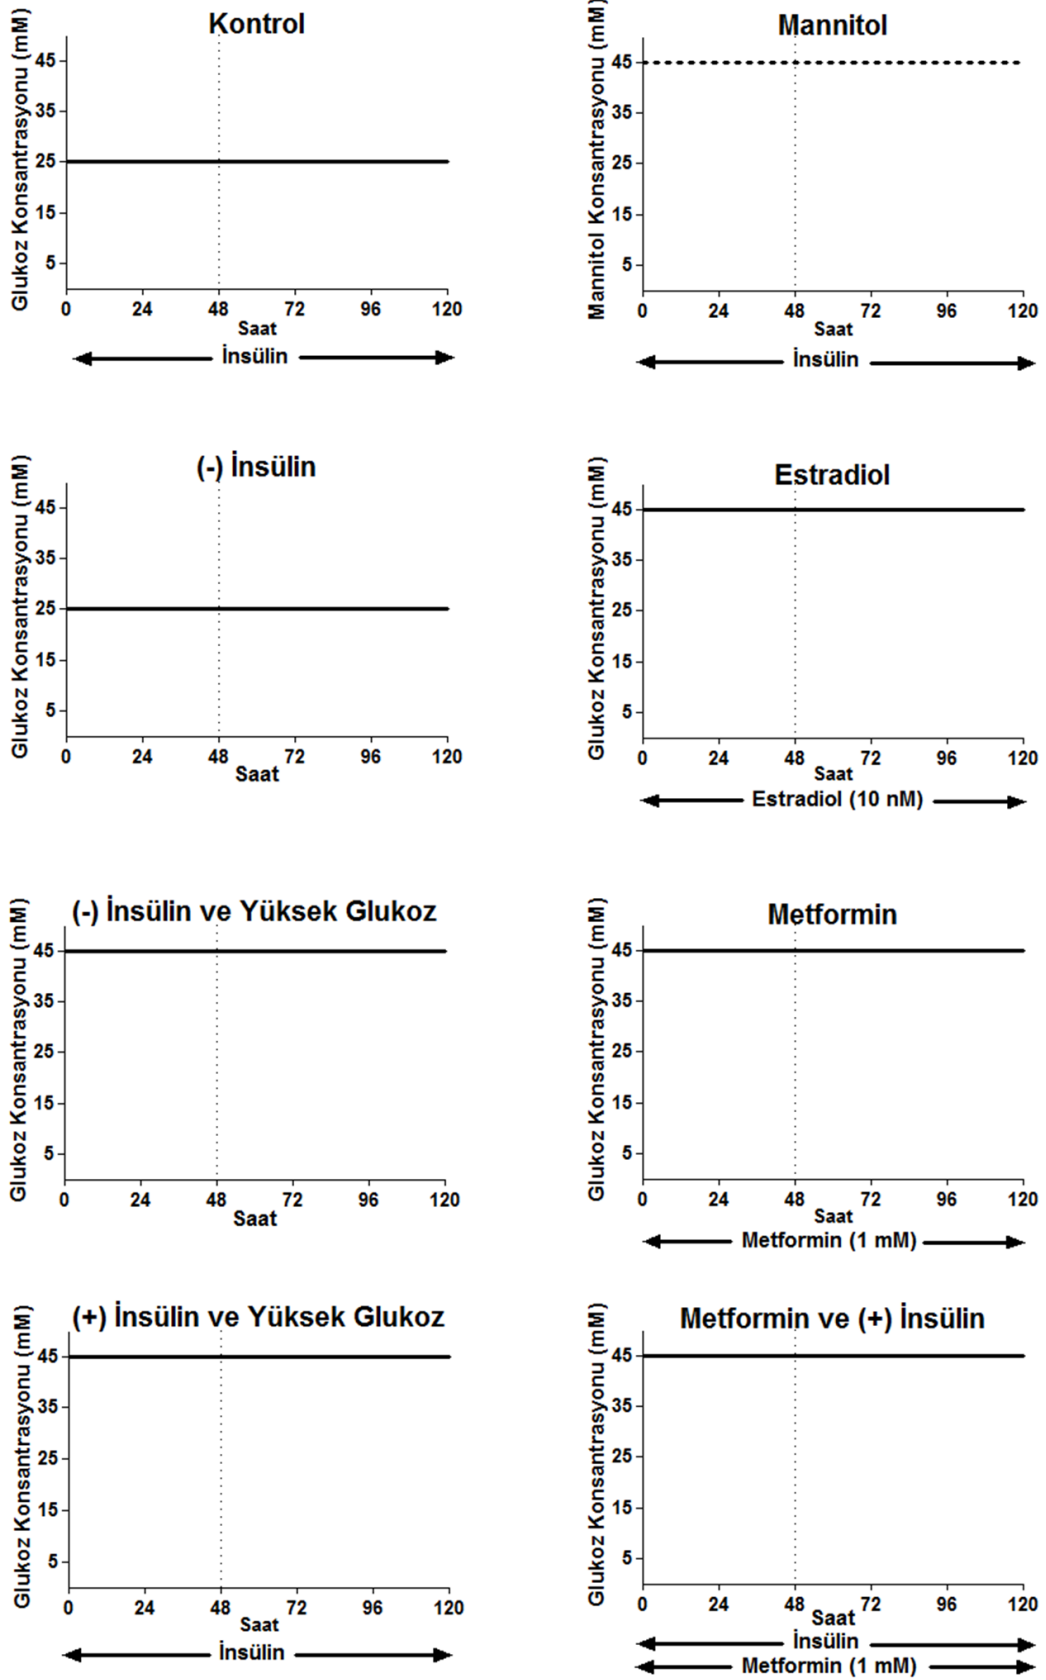 Kontrol
Glukoz Konsantrasyonu (mM)
45
35
25
15
5
0 24 48 72 96 120
Saat
İnsülin
Mannitol
Mannitol Konsantrasyonu (mM)
45
35
25
15
5
0 24 48 72 96 120
Saat
İnsülin
(-) İnsülin
Glukoz Konsantrasyonu (mM)
45
35
25
15
5
0 24 48 72 96 120
Saat
Estradiol
Glukoz Konsantrasyonu (mM)
45
35
25
15
5
0 24 48 72 96 120
Saat
Estradiol (10 nM)
(-) İnsülin ve Yüksek Glukoz
Glukoz Konsantrasyonu (mM)
45
35
25
15
5
0 24 48 72 96 120
Saat
Metformin
Glukoz Konsantrasyonu (mM)
45
35
25
15
5
0 24 48 72 96 120
Saat
Metformin (1 mM)
(+) İnsülin ve Yüksek Glukoz
Glukoz Konsantrasyonu (mM)
45
35
25
15
5
0 24 48 72 96 120
Saat
İnsülin
Metformin ve (+) İnsülin
Glukoz Konsantrasyonu (mM)
45
35
25
15
5
0 24 48 72 96 120
Saat
İnsülin
Metformin (1 mM)